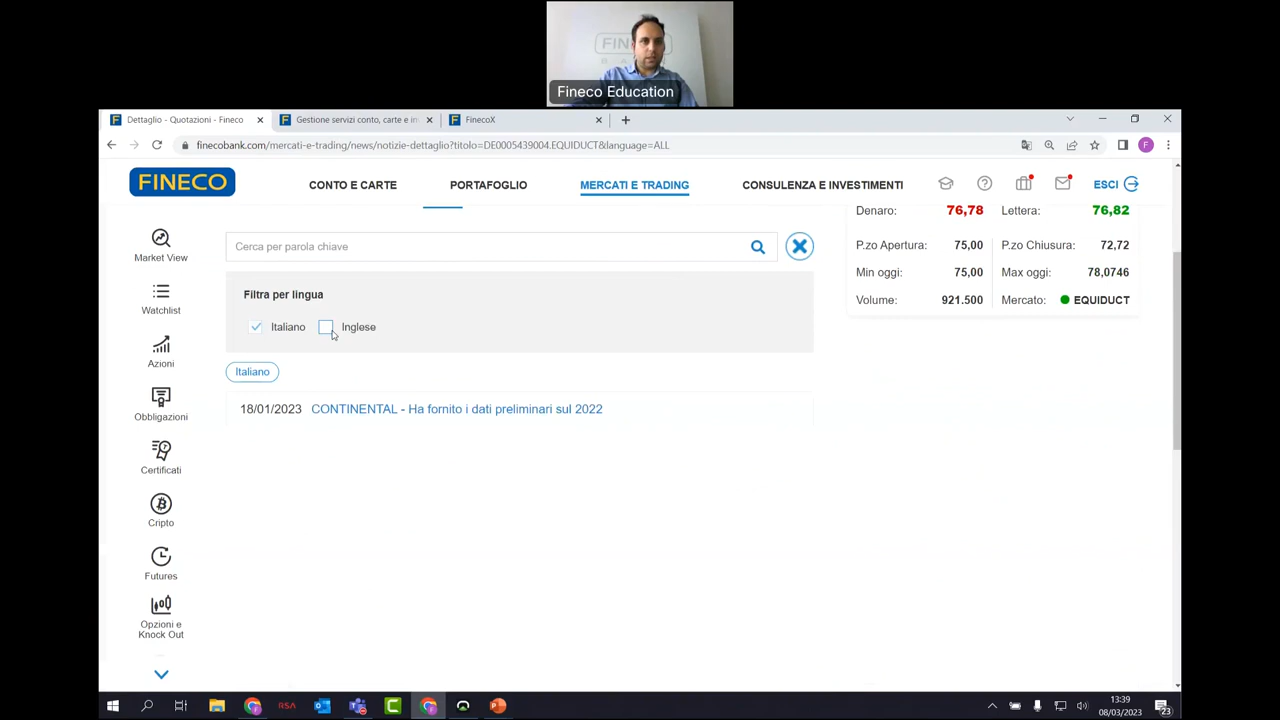 FINECO
BANK
Fineco Education
Dettaglio - Quotazioni - Fineco
Gestione servizi conto, carte e in
FinecoX
finecobank.com/mercati-e-trading/news/notizie-dettaglio?titolo=DE0005439004.EQUIDUCT&language=ALL
F
FINECO
CONTO E CARTE
PORTAFOGLIO
MERCATI E TRADING
CONSULENZA E INVESTIMENTI
ESCI
Market View
Watchlist
Azioni
Obbligazioni
Certificati
Cripto
Futures
Opzioni e
Knock Out
Cerca per parola chiave
Filtra per lingua
Italiano
Inglese
Italiano
18/01/2023 CONTINENTAL - Ha fornito i dati preliminari sul 2022
Denaro: 76,78 Lettera: 76,82
P.zo Apertura: 75,00 P.zo Chiusura: 72,72
Min oggi: 75,00 Max oggi: 78,0746
Volume: 921.500 Mercato: EQUIDUCT
RSA
13:39
08/03/2023
23